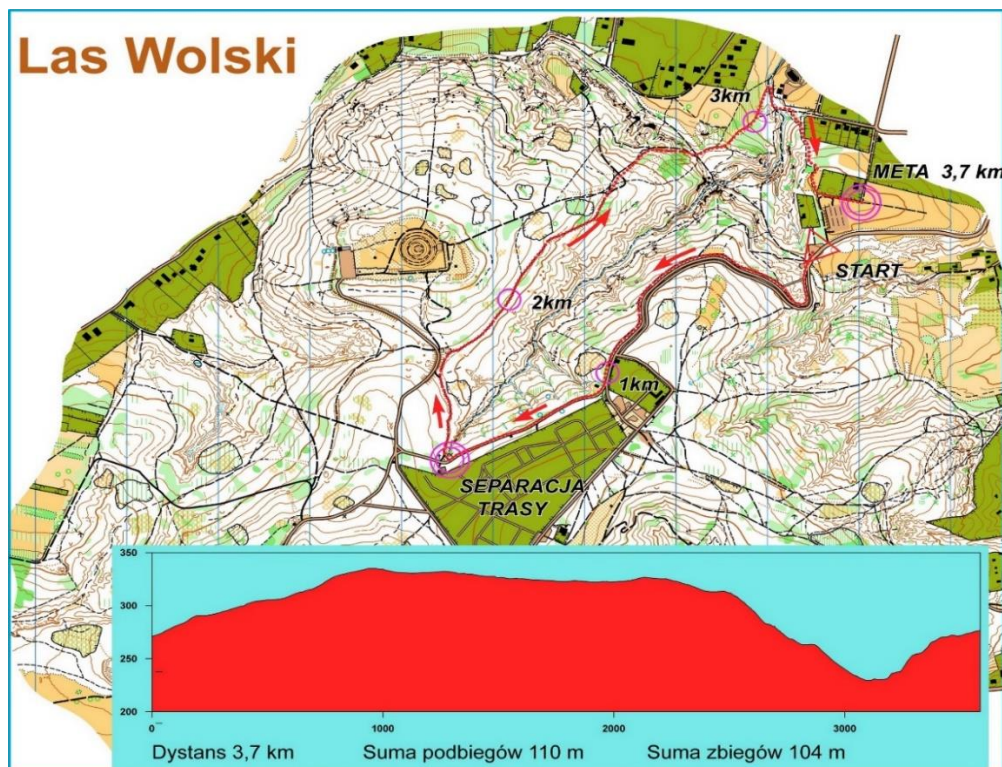 Las Wolski
3km
META 3,7 km
START
2km
1km
SEPARACJA
TRASY
350
300
250
200
0
1000
2000
3000
Dystans 3,7 km Suma podbiegów 110 m Suma zbiegów 104 m